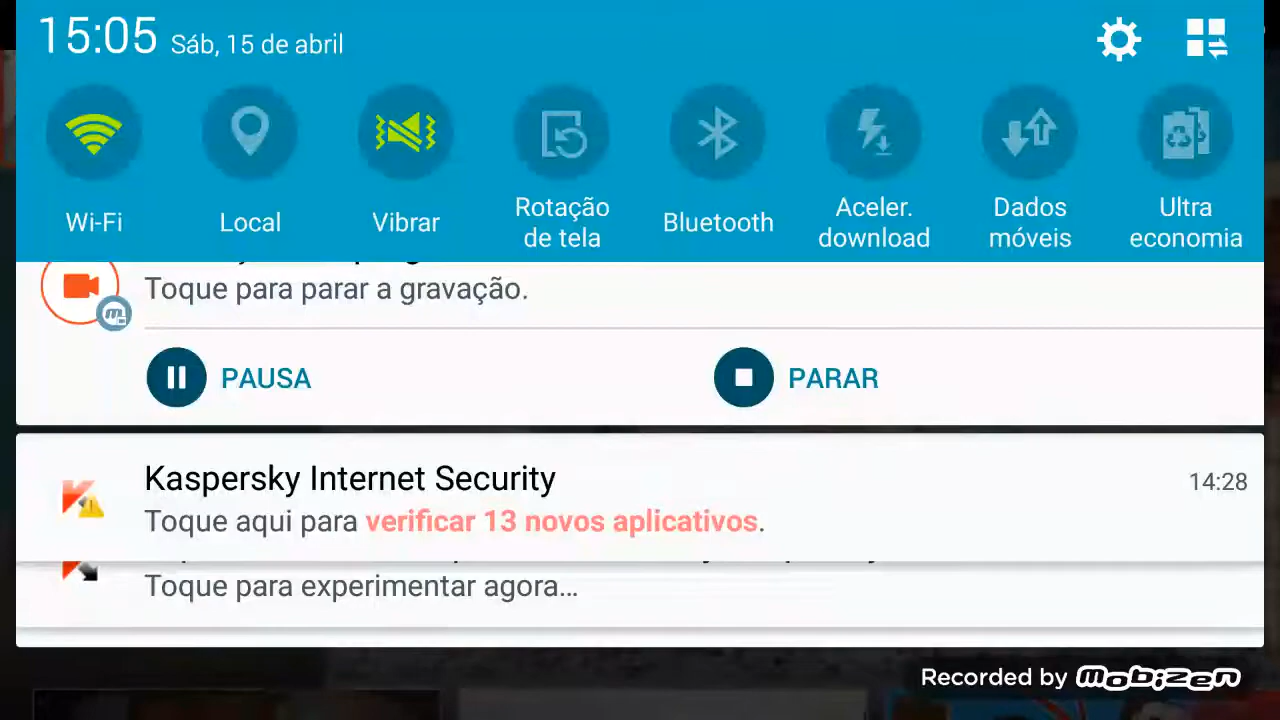 15:05 Sáb, 15 de abril
Wi-Fi
Local
Vibrar
Rotação
de tela
Bluetooth
Aceler.
download
Dados
móveis
Ultra
economia
Toque para parar a gravação.
PAUSA
PARAR
Kaspersky Internet Security
14:28
Toque aqui para verificar 13 novos aplicativos.
Toque para experimentar agora...
Recorded by mobizen